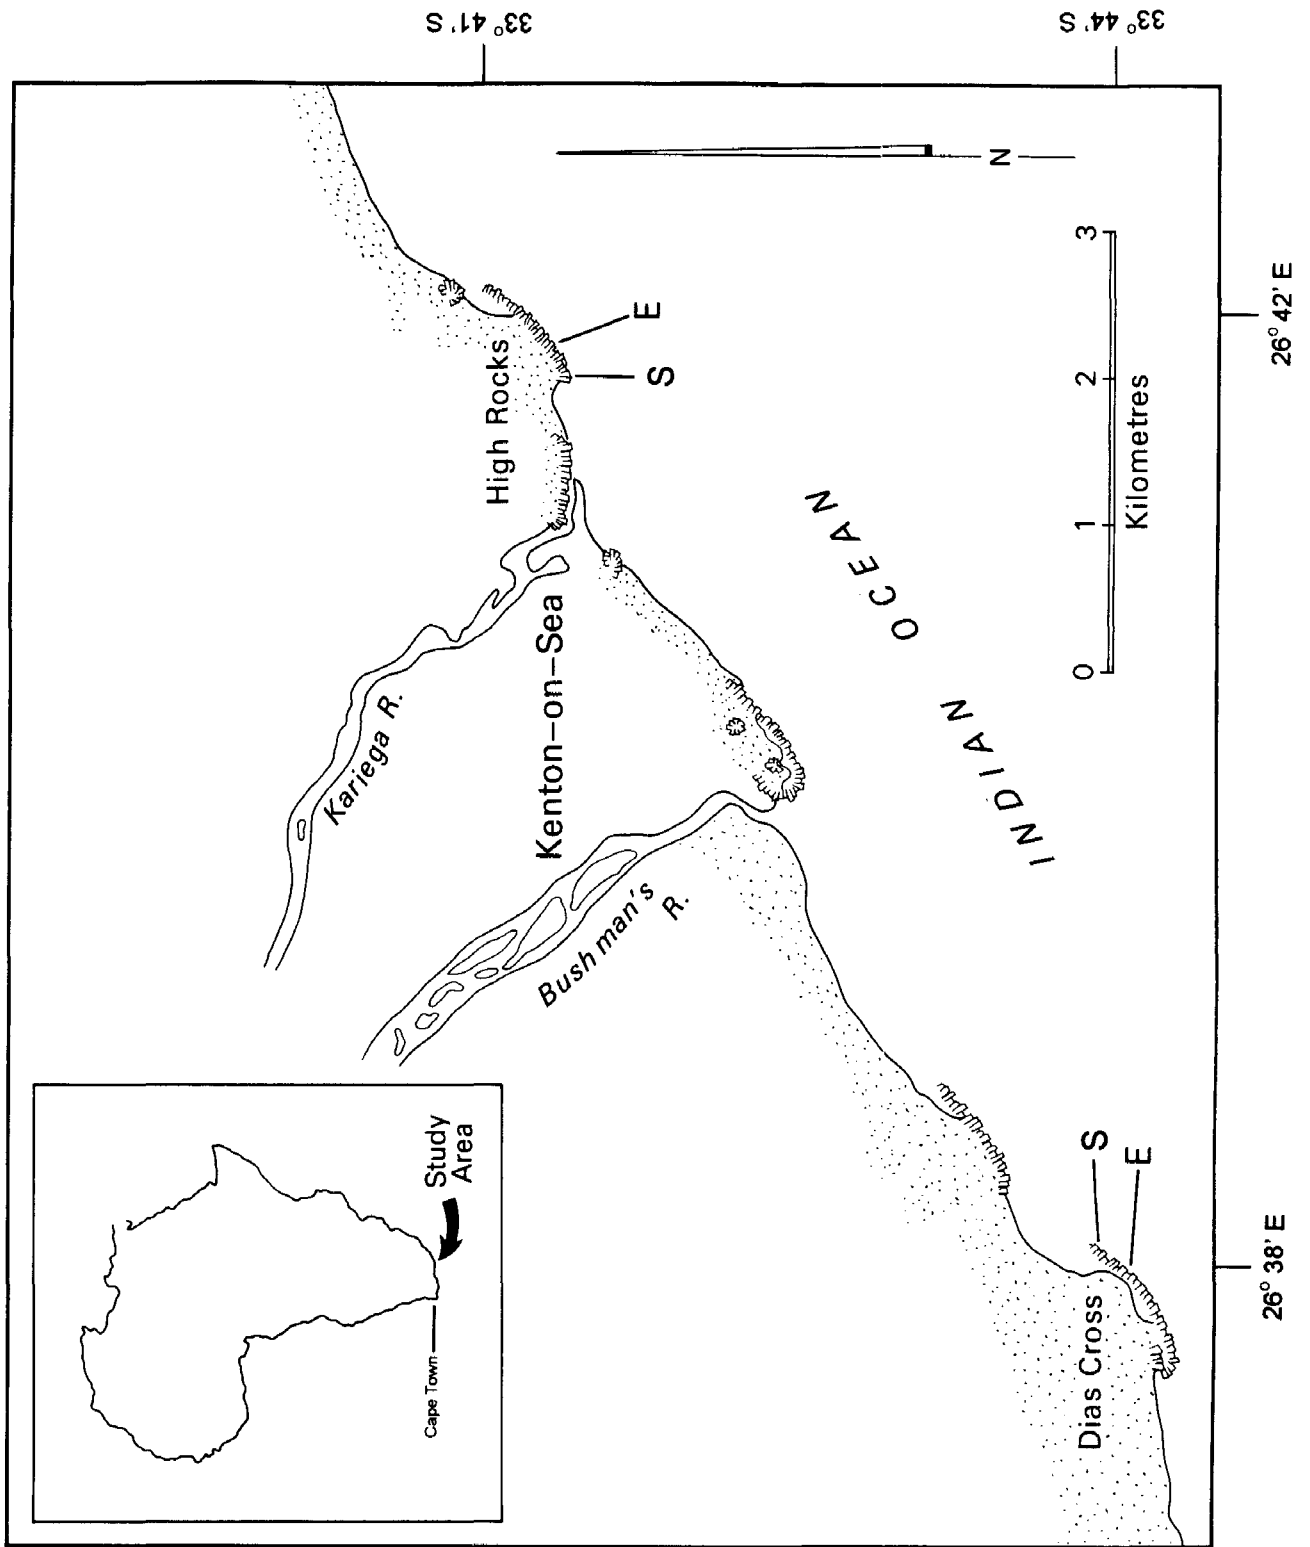 33° 41' S
33° 44' S
N
High Rocks
E
S
26° 42' E
3
2
1
0
Kilometres
Kariega R.
Kenton-on-Sea
INDIAN OCEAN
Bushman's
R.
Study
Area
Cape Town
S
E
Dias Cross
26° 38' E